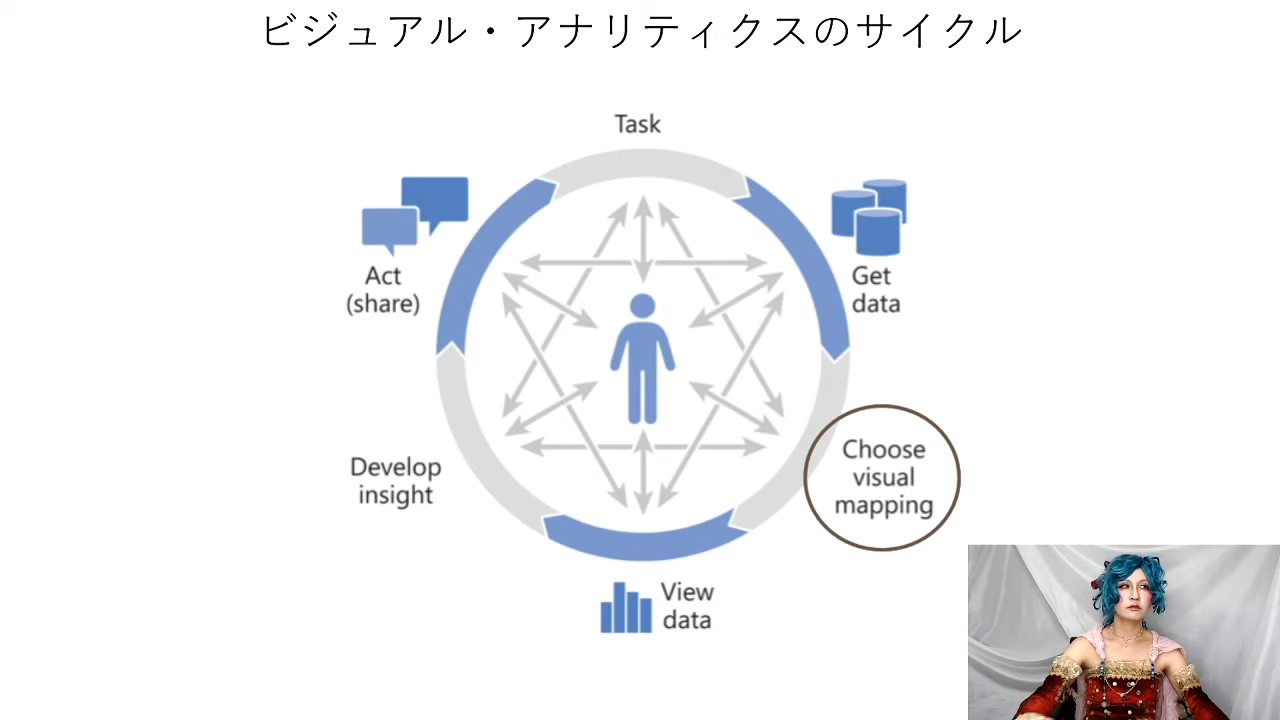 ビジュアル・アナリティクスのサイクル
Task
Get
data
Choose
visual
mapping
View
data
Develop
insight
Act
(share)